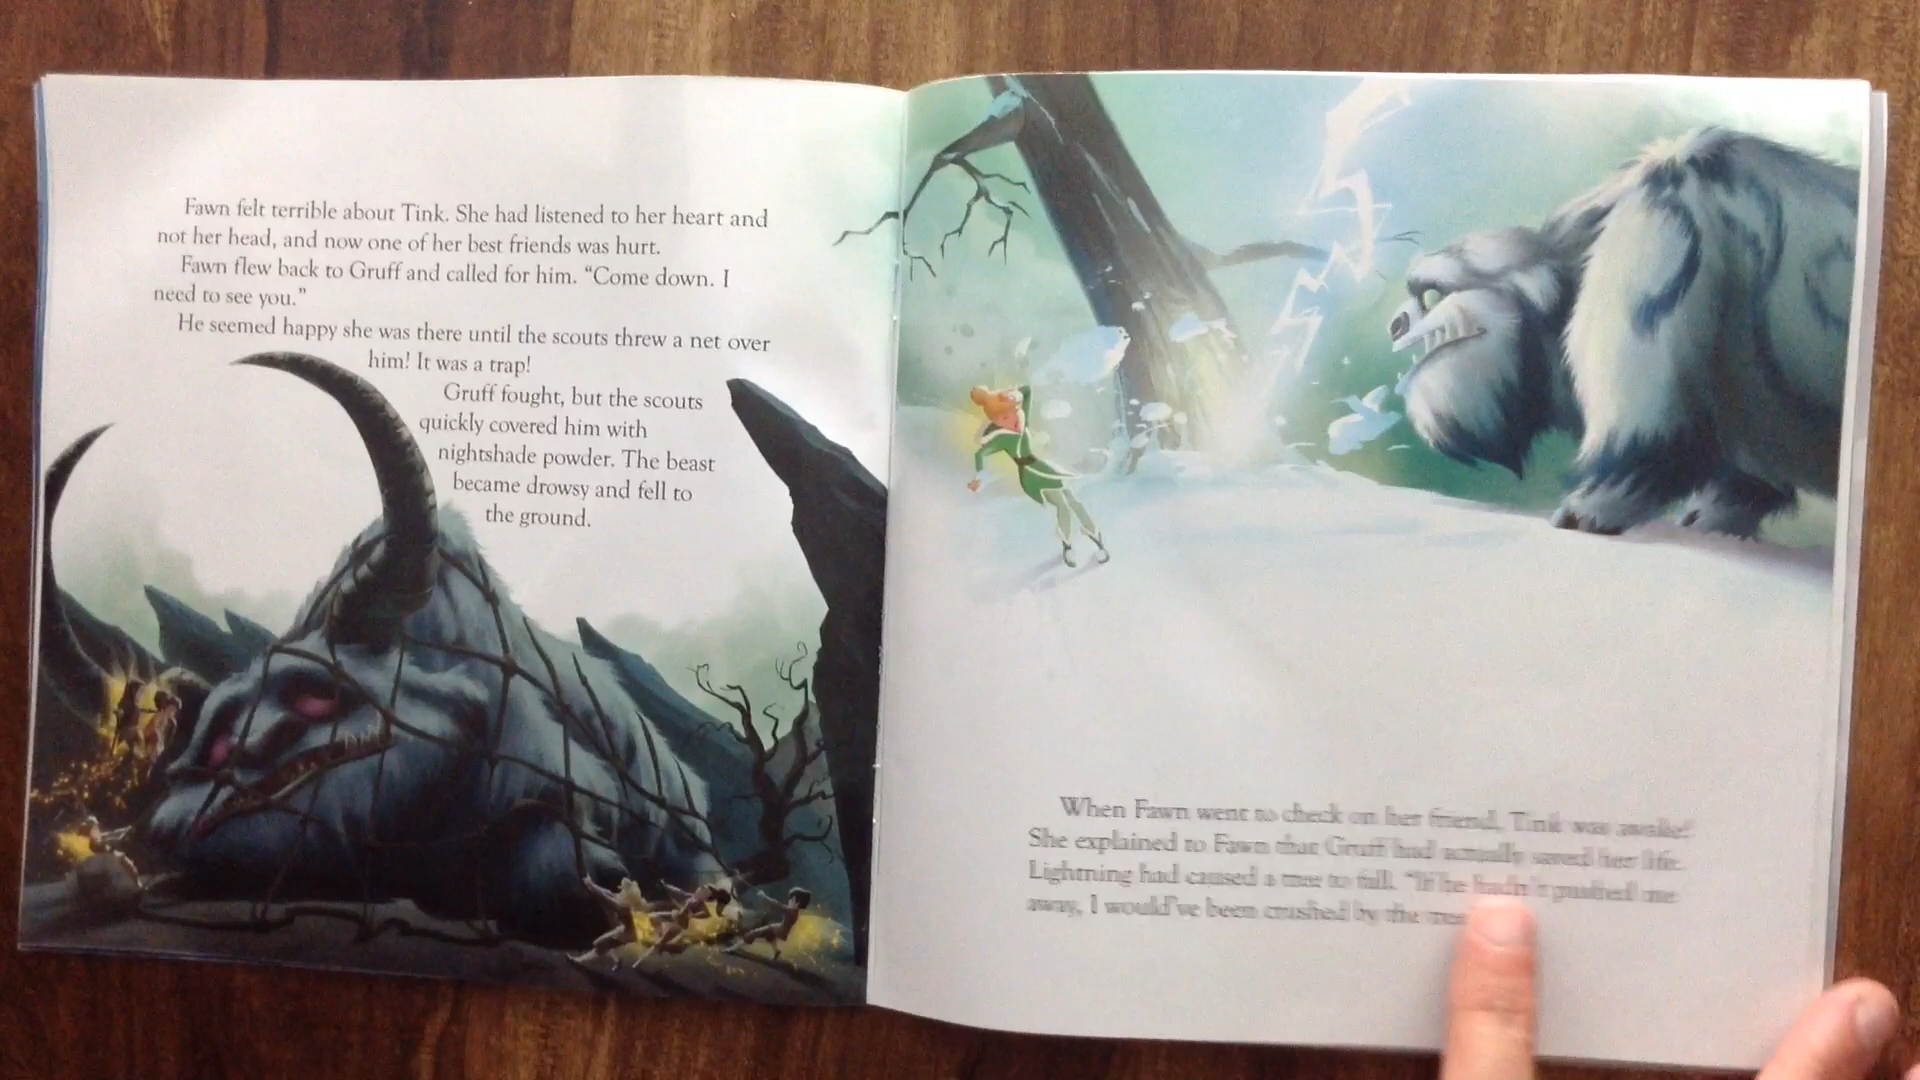 Fawn felt terrible about Tink. She had listened to her heart and
not her head, and now one of her best friends was hurt.
Fawn flew back to Gruff and called for him. “Come down. I
need to see you.”
He seemed happy she was there until the scouts threw a net over
him! It was a trap!
Gruff fought, but the scouts
quickly covered him with
nightshade powder. The beast
became drowsy and fell to
the ground.
When Fawn went to check on her friend, Tink was awake!
She explained to Fawn that Gruff had actually saved her life.
Lightning had caused a tree to fall. “If he hadn't pushed me
away, I would've been crushed by the tree